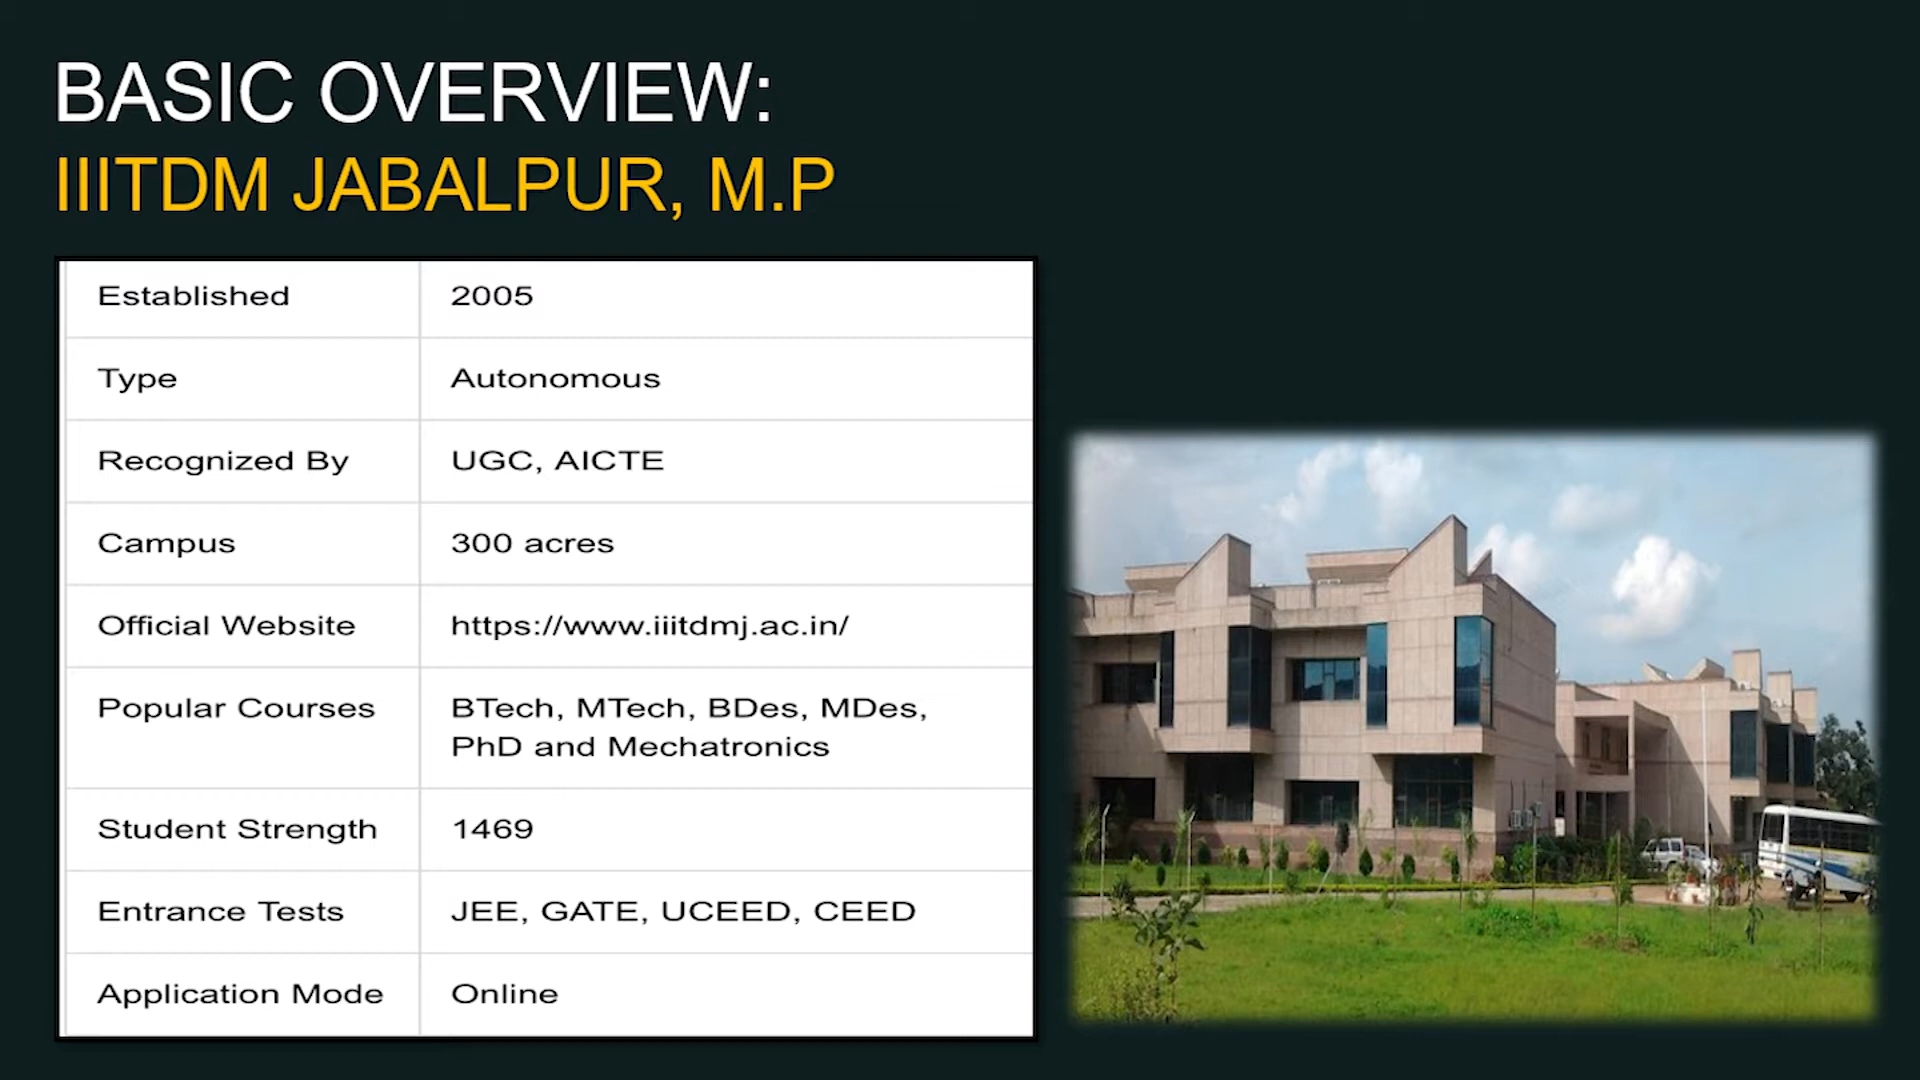 BASIC OVERVIEW:
IIITDM JABALPUR, M.P
Established 2005
Type Autonomous
Recognized By UGC, AICTE
Campus 300 acres
Official Website https://www.iiitdmj.ac.in/
Popular Courses BTech, MTech, BDes, MDes,
PhD and Mechatronics
Student Strength 1469
Entrance Tests JEE, GATE, UCEED, CEED
Application Mode Online